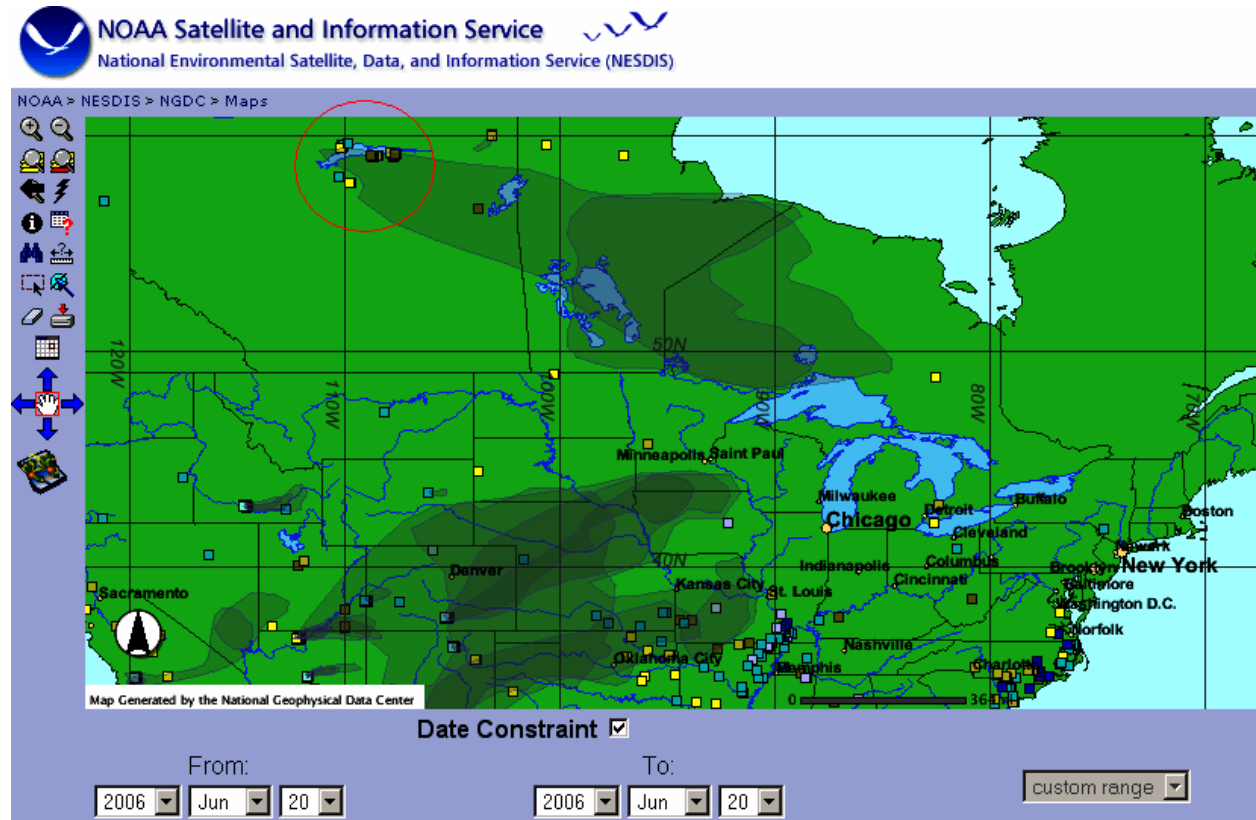 NOAA Satellite and Information Service
National Environmental Satellite, Data, and Information Service (NESDIS)
NOAA > NESDIS > NGDC > Maps
50N
120W
110W
100W
90W
80W
70W
Minneapolis Saint Paul
Milwaukee
Buffalo
Detroit
Boston
Chicago
Cleveland
Newark
40N
Denver
Indianapolis
Columbus
Brooklyn New York
Kansas City
Cincinnati
Baltimore
Sacramento
St. Louis
Washington D.C.
Norfolk
Nashville
Oklahoma City
Memphis
Charlotte
Map Generated by the National Geophysical Data Center
0
364
Date Constraint
From:
To:
2006 Jun 20
2006 Jun 20
custom range